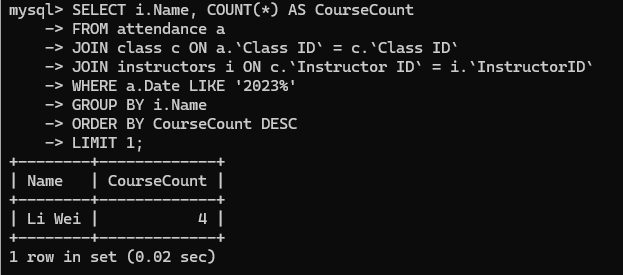 mysql> SELECT i.Name, COUNT(*) AS CourseCount
    -> FROM attendance a
    -> JOIN class c ON a.`Class ID` = c.`Class ID`
    -> JOIN instructors i ON c.`Instructor ID` = i.`InstructorID`
    -> WHERE a.Date LIKE '2023%'
    -> GROUP BY i.Name
    -> ORDER BY CourseCount DESC
    -> LIMIT 1;
+--------+-------------+
| Name   | CourseCount |
+--------+-------------+
| Li Wei |           4 |
+--------+-------------+
1 row in set (0.02 sec)